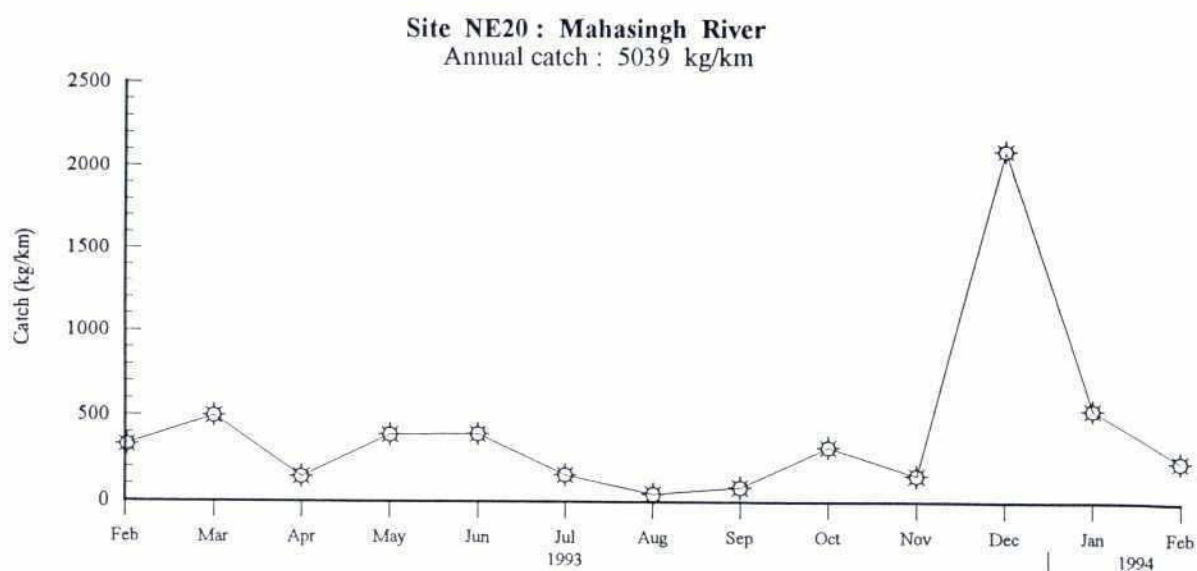 Site NE20 : Mahasingh River
Annual catch : 5039 kg/km
2500
2000
1500
1000
500
0
Catch (kg/km)
Feb Mar Apr May Jun Jul Aug Sep Oct Nov Dec Jan Feb
1993 1994